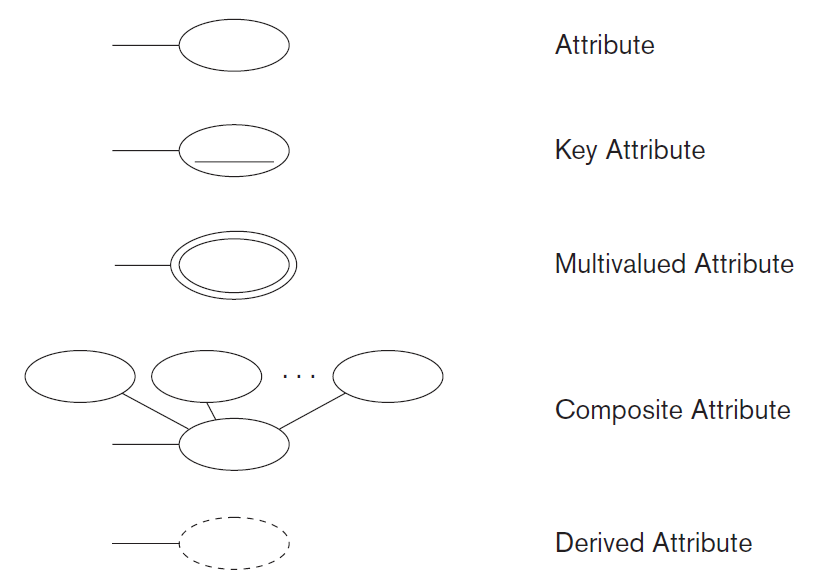 Attribute
Key Attribute
Multivalued Attribute
. . .
Composite Attribute
Derived Attribute